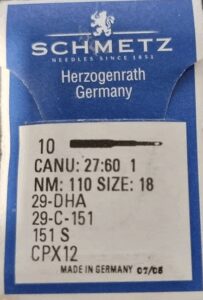 SCHMETZ
NEEDLES SINCE 1851
Herzogenrath
Germany
10
CANU: 27:60 1
NM: 110 SIZE: 18
29-DHA
29-C-151
151 S
CPX12
MADE IN GERMANY 07/08